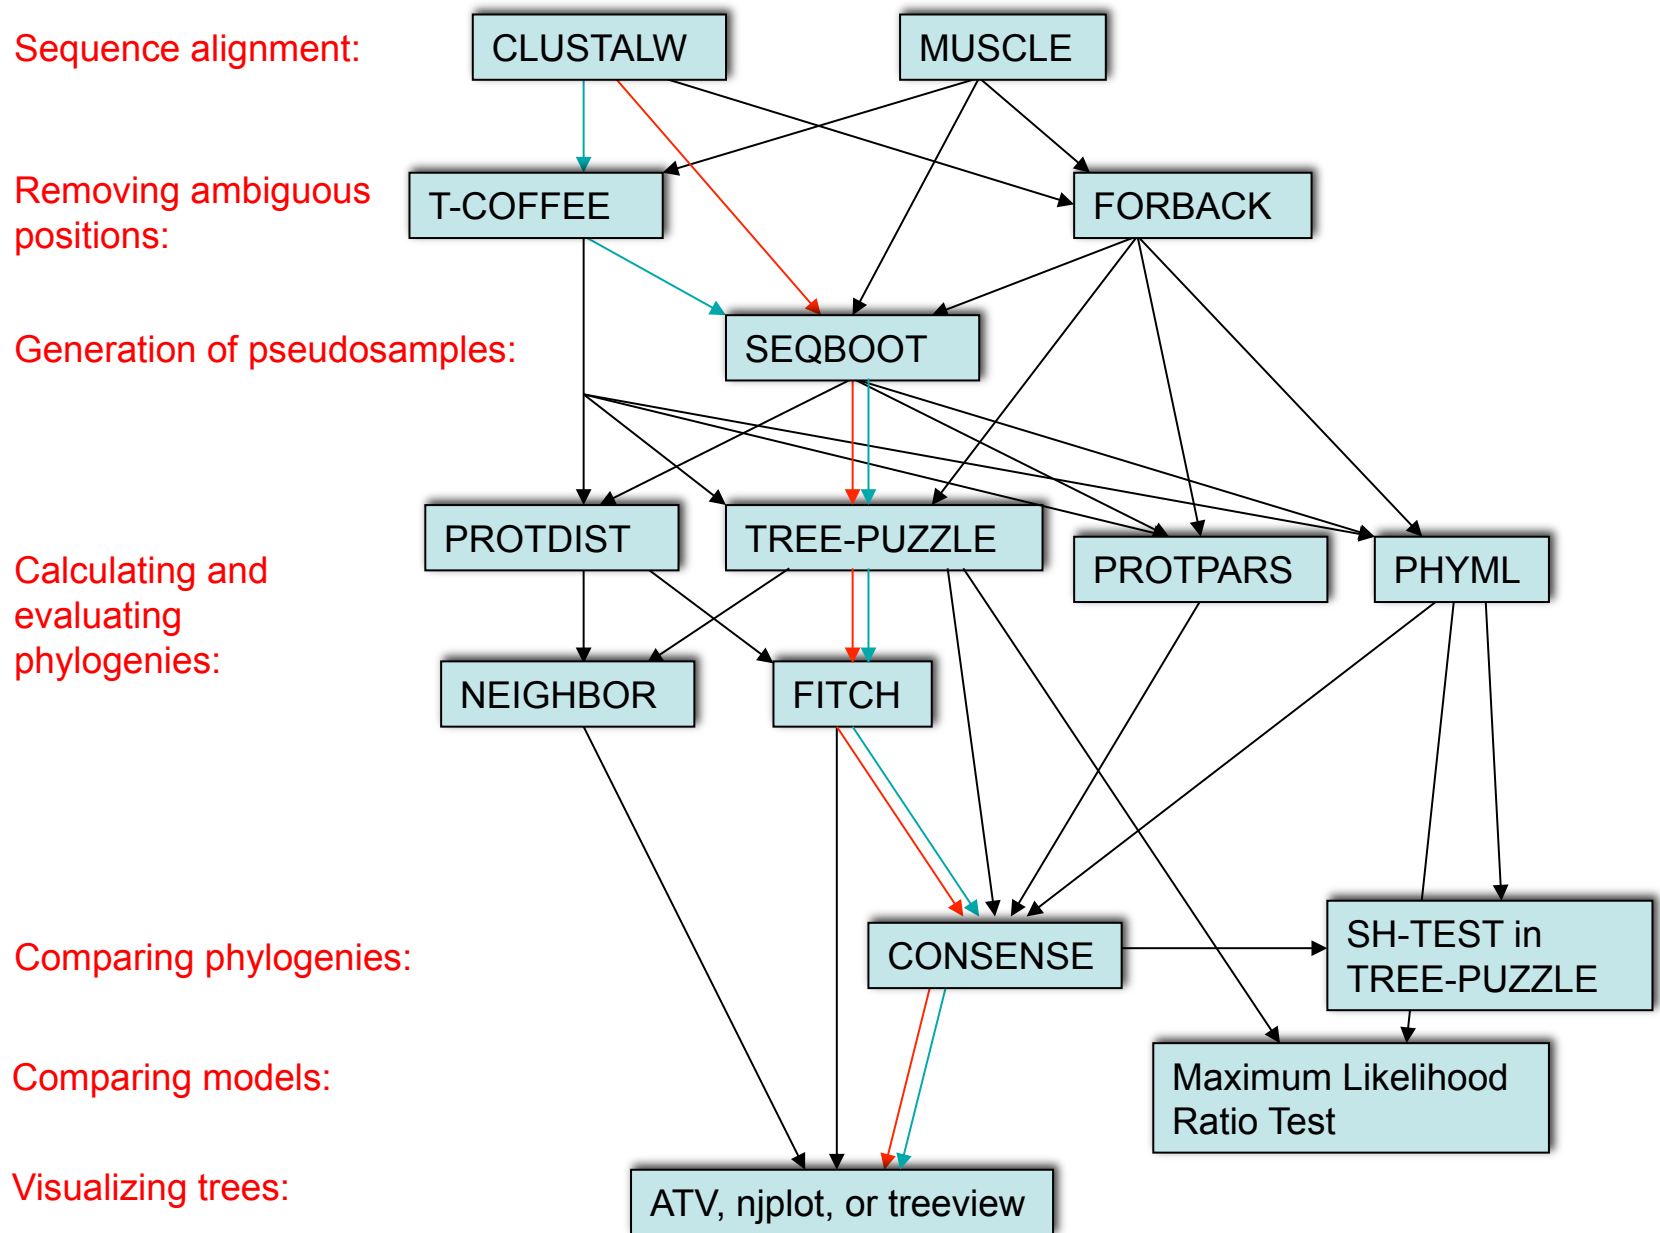 Sequence alignment:
CLUSTALW
MUSCLE
Removing ambiguous
positions:
T-COFFEE
FORBACK
Generation of pseudosamples:
SEQBOOT
Calculating and
evaluating
phylogenies:
PROTDIST
TREE-PUZZLE
PROTPARS
PHYML
NEIGHBOR
FITCH
Comparing phylogenies:
CONSENSE
SH-TEST in
TREE-PUZZLE
Comparing models:
Maximum Likelihood
Ratio Test
Visualizing trees:
ATV, njplot, or treeview